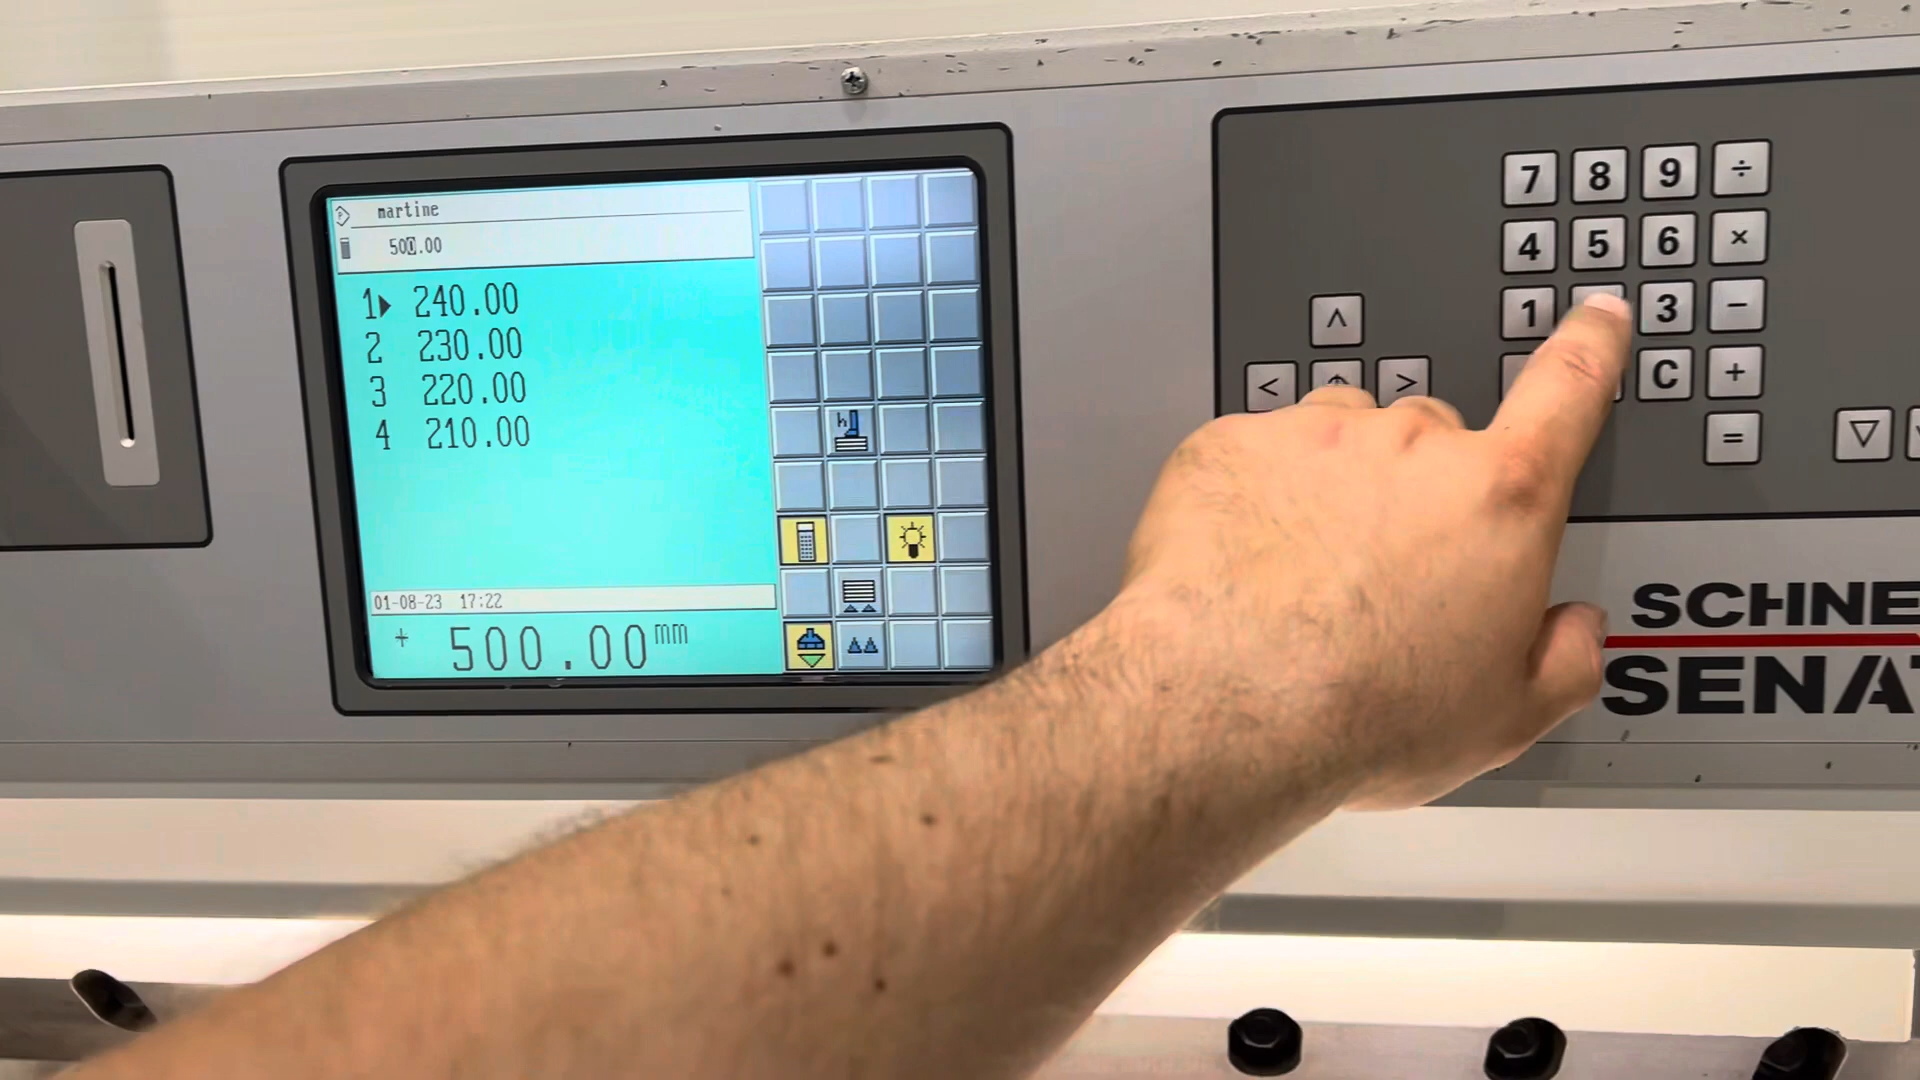 martine
500.00
1 240.00
2 230.00
3 220.00
4 210.00
h
01-08-23 17:22
+ 500.00 mm
7 8 9 ÷
4 5 6 ×
1 3 −
C +
=
SCHNE
SENAT